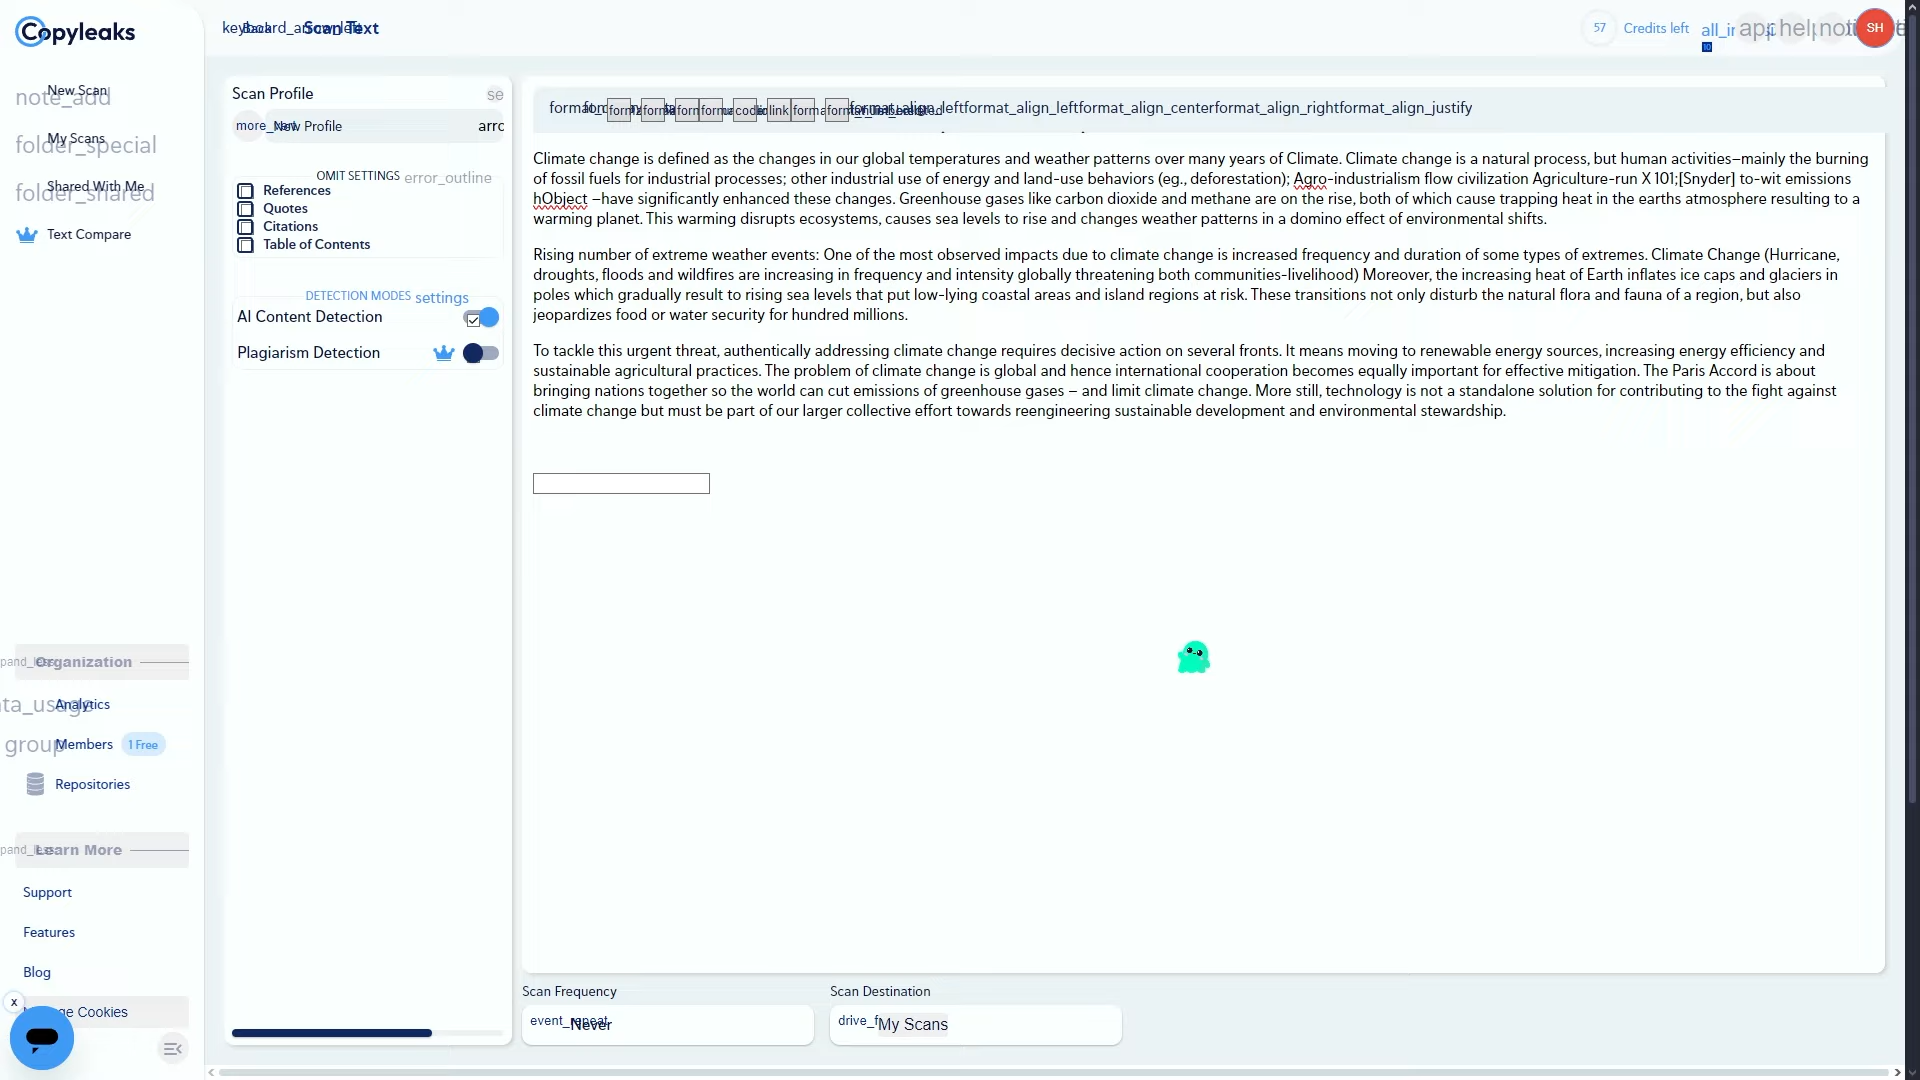 Copyleaks
Back
Scan Text
57
Credits left
SH
note_add
New Scan
folder_special
My Scans
folder_shared
Shared With Me
Text Compare
Scan Profile
New Profile
OMIT SETTINGS error_outline
References
Quotes
Citations
Table of Contents
DETECTION MODES settings
AI Content Detection
Plagiarism Detection
format_align_leftformat_align_centerformat_align_rightformat_align_justify
Climate change is defined as the changes in our global temperatures and weather patterns over many years of Climate. Climate change is a natural process, but human activities—mainly the burning
of fossil fuels for industrial processes; other industrial use of energy and land-use behaviors (eg., deforestation); Agro-industrialism flow civilization Agriculture-run X 101;[Snyder] to-wit emissions
hObject —have significantly enhanced these changes. Greenhouse gases like carbon dioxide and methane are on the rise, both of which cause trapping heat in the earths atmosphere resulting to a
warming planet. This warming disrupts ecosystems, causes sea levels to rise and changes weather patterns in a domino effect of environmental shifts.
Rising number of extreme weather events: One of the most observed impacts due to climate change is increased frequency and duration of some types of extremes. Climate Change (Hurricane,
droughts, floods and wildfires are increasing in frequency and intensity globally threatening both communities-livelihood) Moreover, the increasing heat of Earth inflates ice caps and glaciers in
poles which gradually result to rising sea levels that put low-lying coastal areas and island regions at risk. These transitions not only disturb the natural flora and fauna of a region, but also
jeopardizes food or water security for hundred millions.
To tackle this urgent threat, authentically addressing climate change requires decisive action on several fronts. It means moving to renewable energy sources, increasing energy efficiency and
sustainable agricultural practices. The problem of climate change is global and hence international cooperation becomes equally important for effective mitigation. The Paris Accord is about
bringing nations together so the world can cut emissions of greenhouse gases – and limit climate change. More still, technology is not a standalone solution for contributing to the fight against
climate change but must be part of our larger collective effort towards reengineering sustainable development and environmental stewardship.
Organization
Analytics
group
Members
1 Free
Repositories
Learn More
Support
Features
Blog
x
Cookies
Scan Frequency
event_repeat
Never
Scan Destination
My Scans